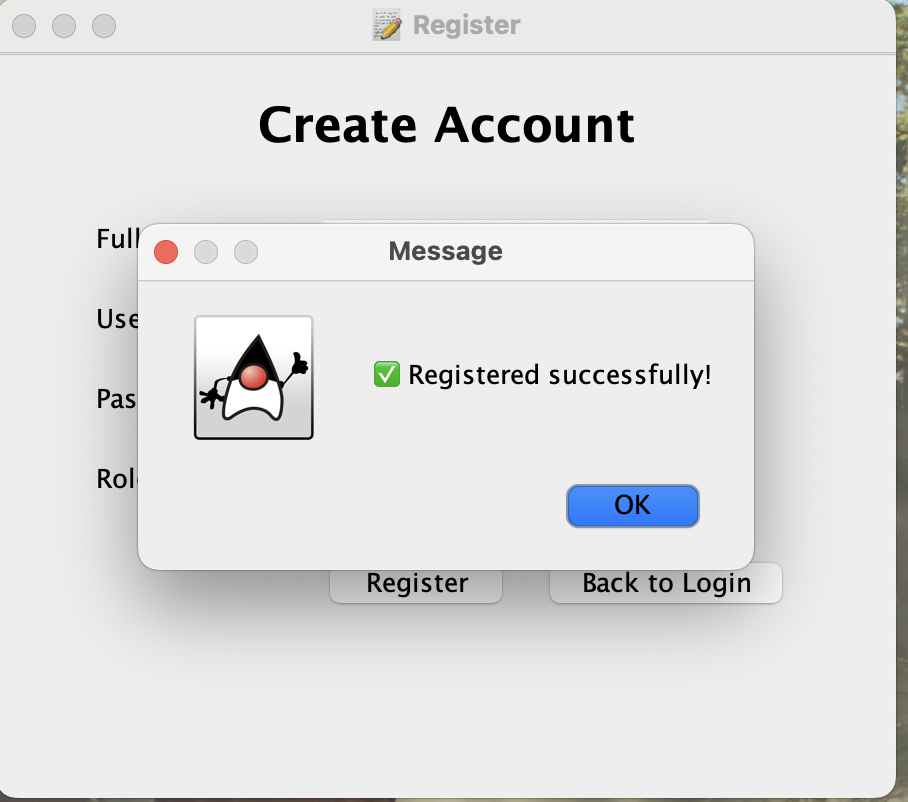 📝 Register
Create Account
Full
Message
Use
✅ Registered successfully!
Pas
Role
OK
Register
Back to Login